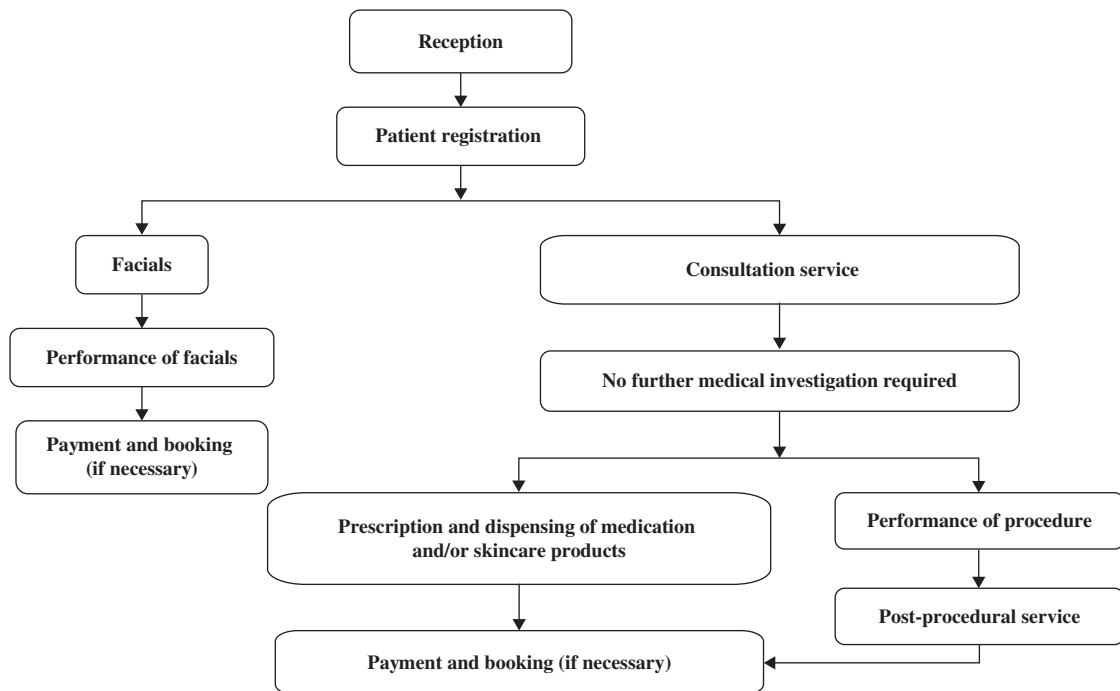 Reception
Patient registration
Facials
Consultation service
Performance of facials
No further medical investigation required
Payment and booking
(if necessary)
Prescription and dispensing of medication
and/or skincare products
Performance of procedure
Post-procedural service
Payment and booking (if necessary)